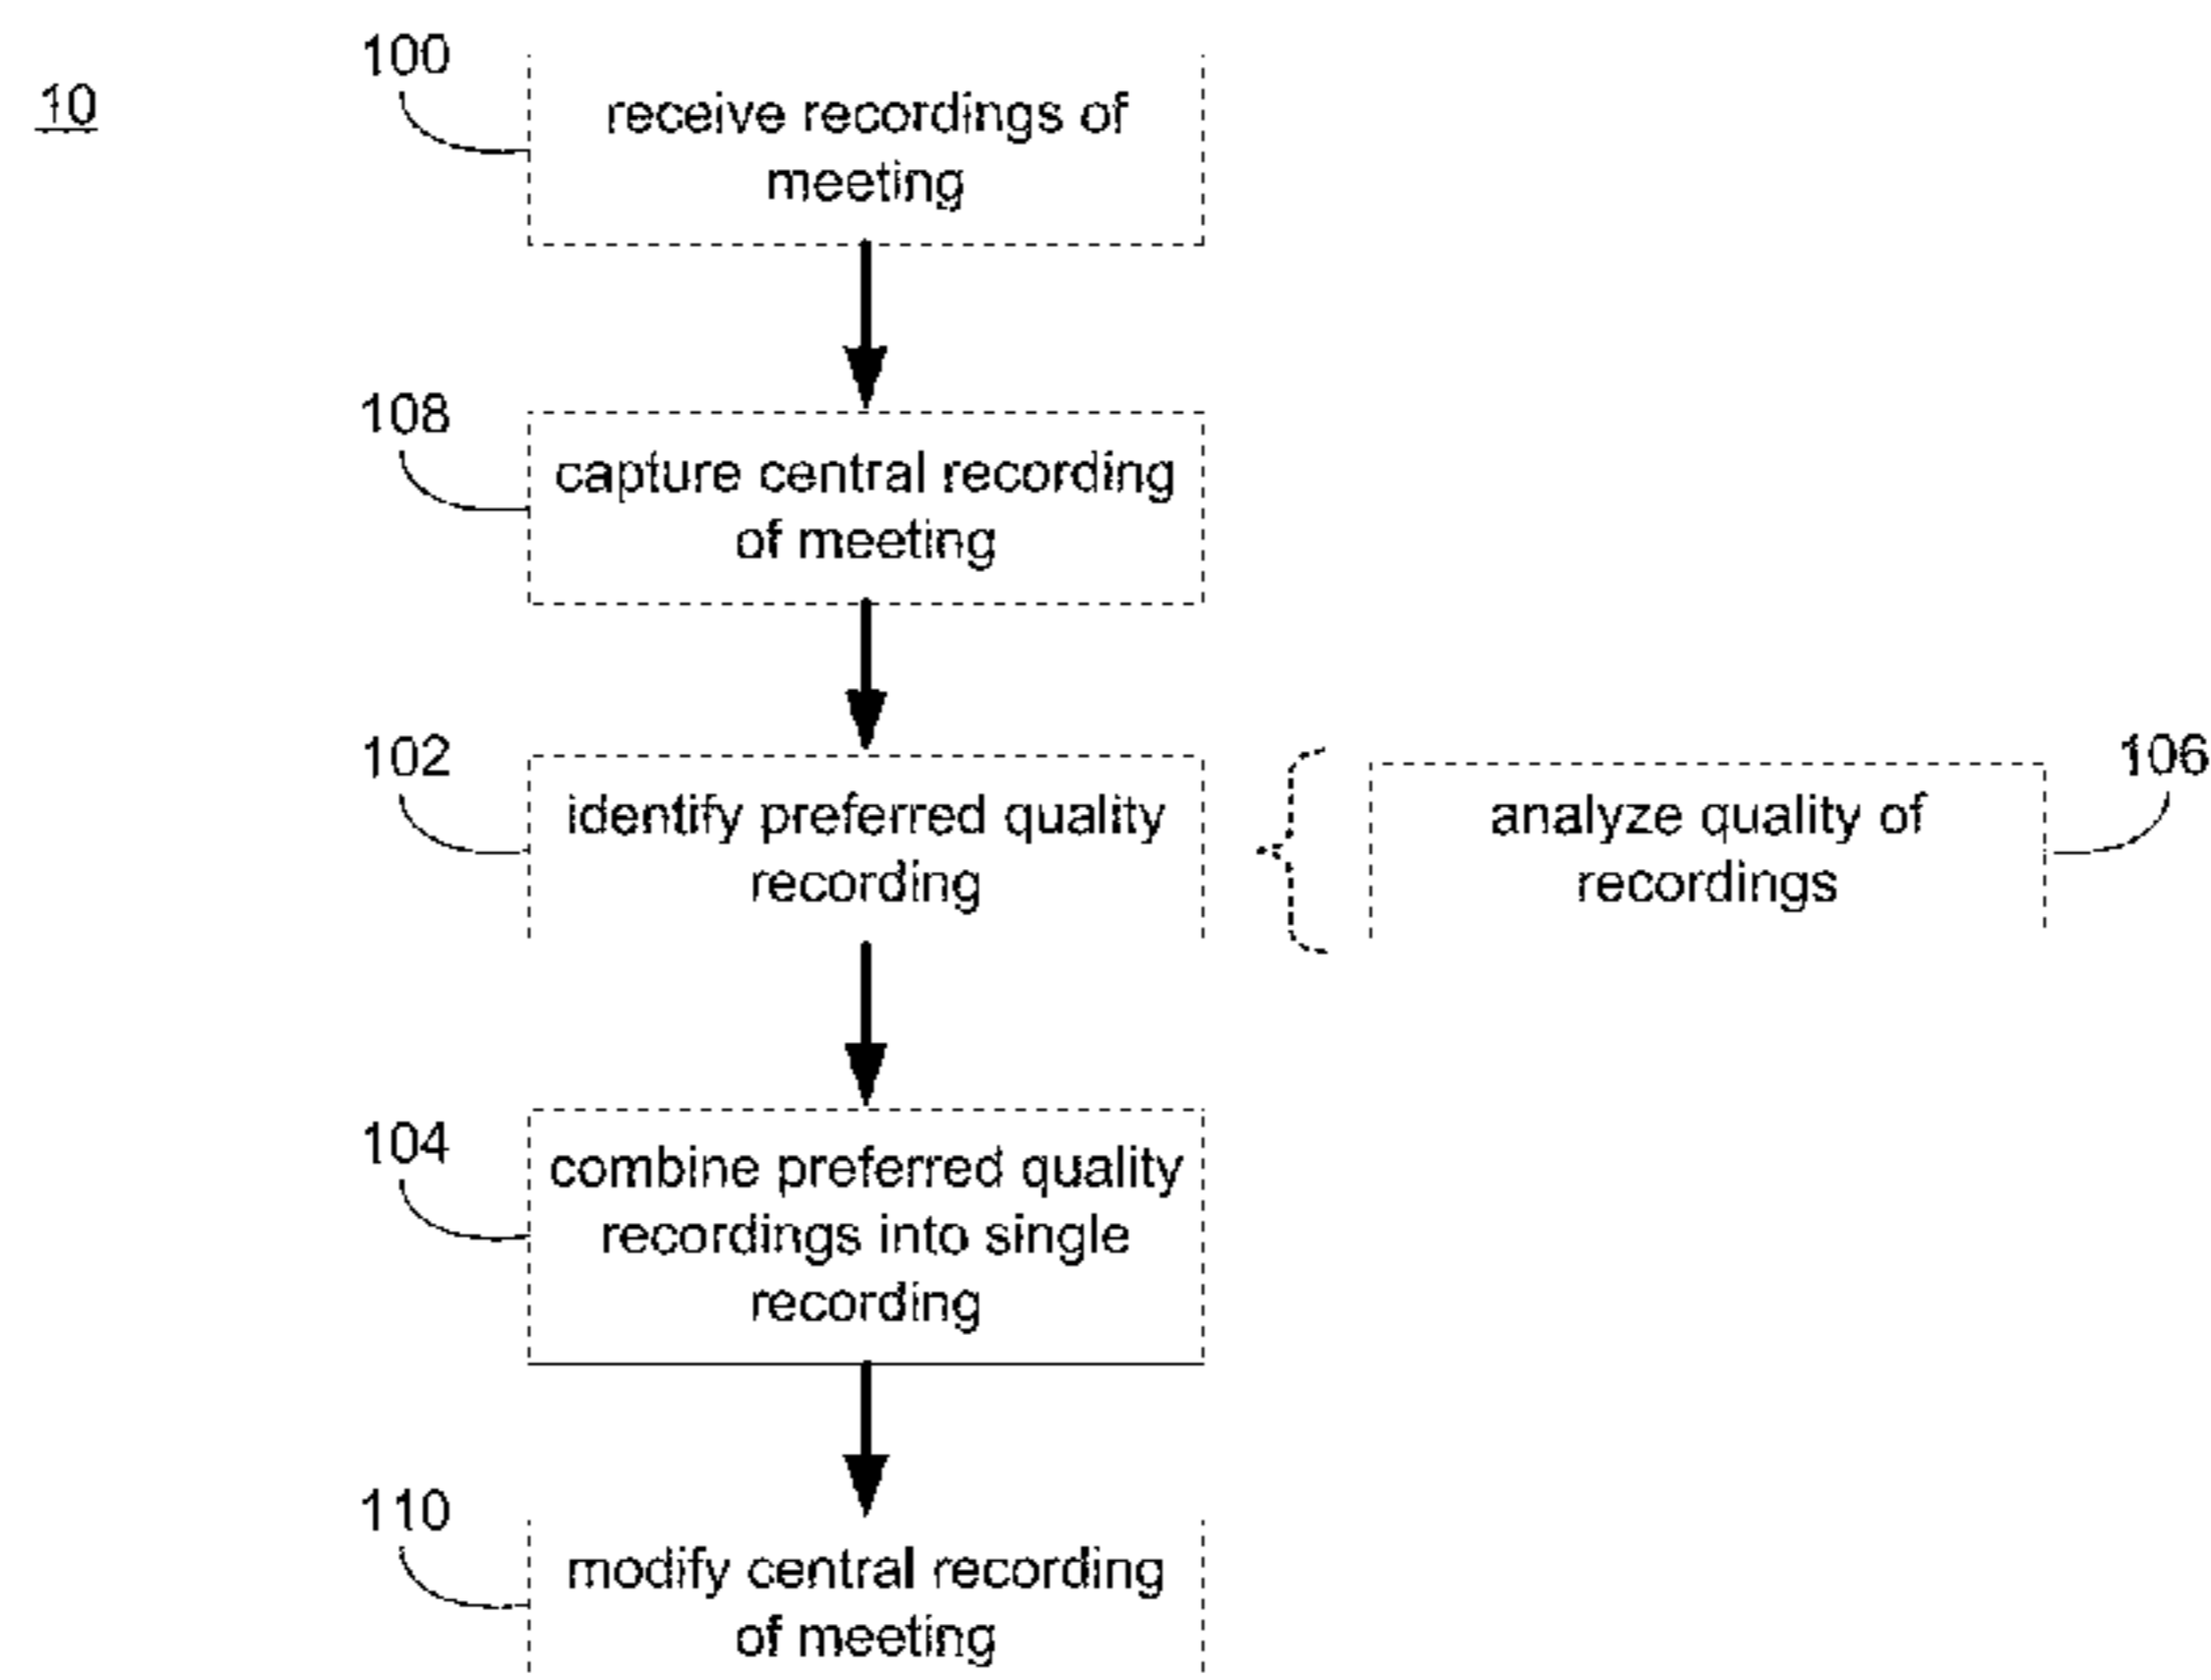 10
100
receive recordings of
meeting
108
capture central recording
of meeting
102
identify preferred quality
recording
106
analyze quality of
recordings
104
combine preferred quality
recordings into single
recording
110
modify central recording
of meeting